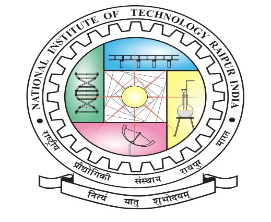 NATIONAL INSTITUTE OF TECHNOLOGY RAIPUR INDIA
राष्ट्रीय प्रौद्योगिकी संस्थान रायपुर भारत
नित्यं यातु शुभोदयम्